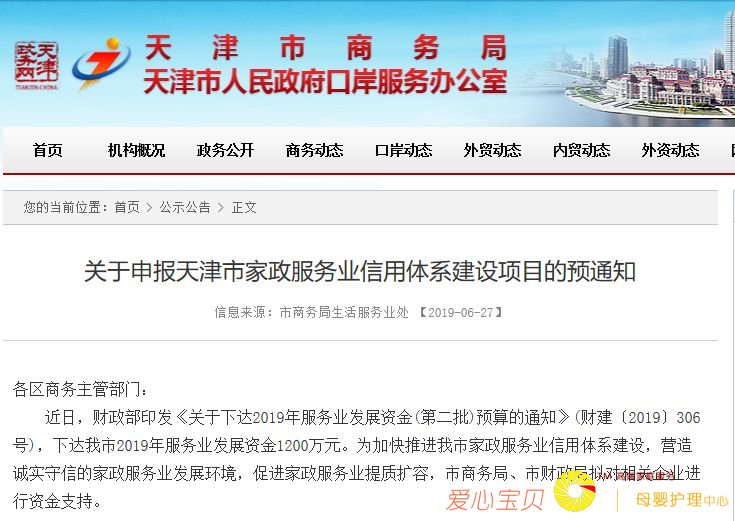 天津
政务网
TIANJIN-CHINA
天津市商务局
天津市人民政府口岸服务办公室
首页 机构概况 政务公开 商务动态 口岸动态 外贸动态 内贸动态 外资动态
您的当前位置：首页 > 公示公告 > 正文
关于申报天津市家政服务业信用体系建设项目的预通知
信息来源：市商务局生活服务业处 【2019-06-27】
各区商务主管部门：
近日，财政部印发《关于下达2019年服务业发展资金(第二批)预算的通知》(财建〔2019〕306
号)，下达我市2019年服务业发展资金1200万元。为加快推进我市家政服务业信用体系建设，营造
诚实守信的家政服务业发展环境，促进家政服务业提质扩容，市商务局、市财政局拟对相关企业进
行资金支持。
爱心宝贝 母婴护理中心